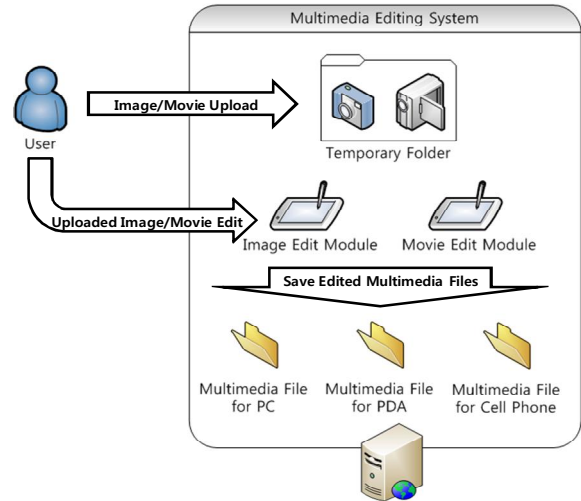 Multimedia Editing System
Image/Movie Upload
User
Temporary Folder
Uploaded Image/Movie Edit
Image Edit Module
Movie Edit Module
Save Edited Multimedia Files
Multimedia File
for PC
Multimedia File
for PDA
Multimedia File
for Cell Phone